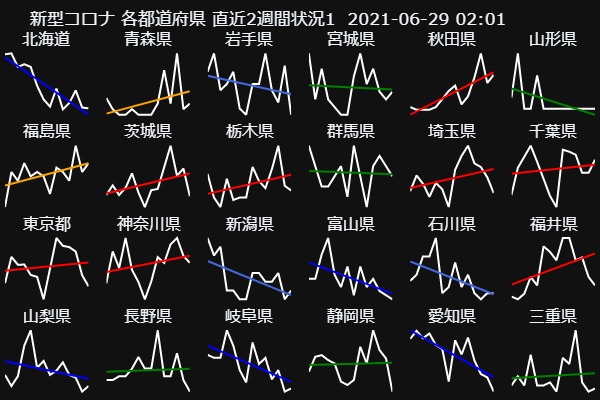 新型コロナ 各都道府県 直近2週間状況1 2021-06-29 02:01
北海道 青森県 岩手県 宮城県 秋田県 山形県
福島県 茨城県 栃木県 群馬県 埼玉県 千葉県
東京都 神奈川県 新潟県 富山県 石川県 福井県
山梨県 長野県 岐阜県 静岡県 愛知県 三重県